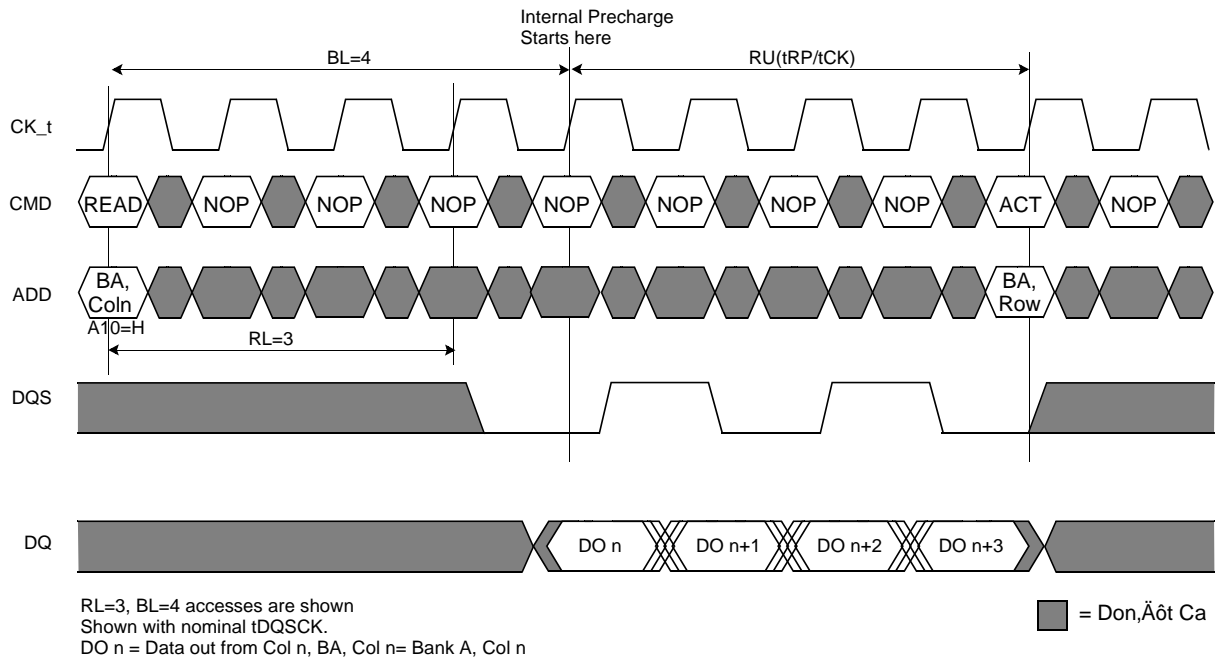 Internal Precharge
Starts here
BL=4
RU(tRP/tCK)
CK_t
CMD
READ NOP NOP NOP NOP NOP NOP NOP ACT NOP
ADD
BA,
Coln
BA,
Row
A10=H
RL=3
DQS
DQ
DO n DO n+1 DO n+2 DO n+3
RL=3, BL=4 accesses are shown
Shown with nominal tDQSCK.
DO n = Data out from Col n, BA, Col n= Bank A, Col n
= Don‚Äôt Ca